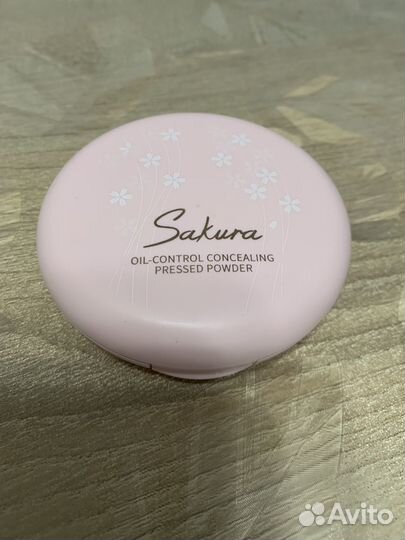 Sakura
OIL-CONTROL CONCEALING
PRESSED POWDER
Avito